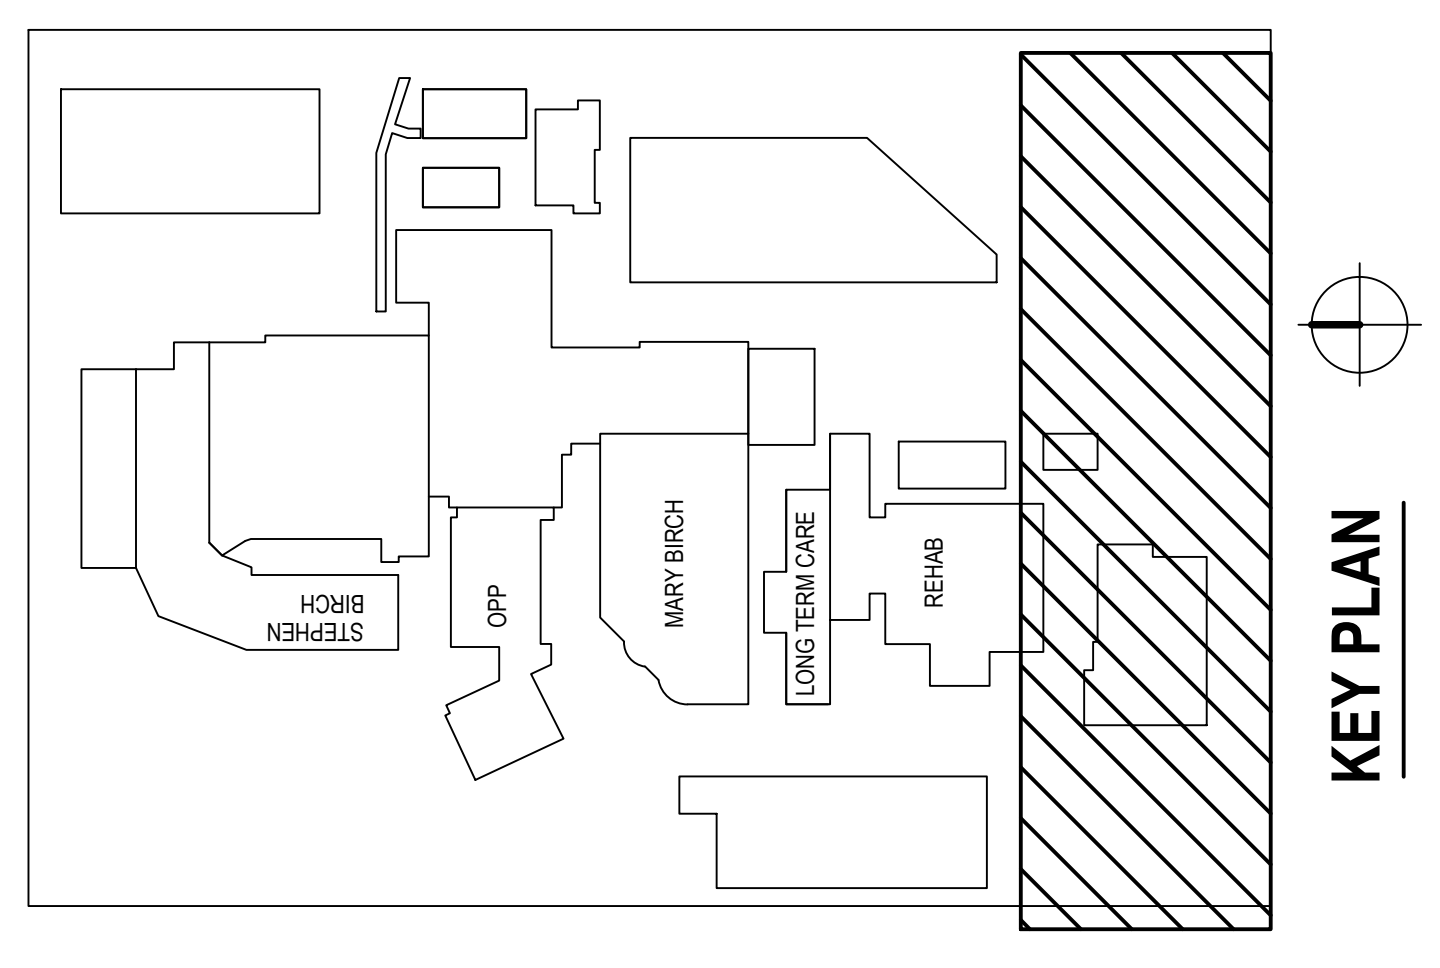 STEPHEN
BIRCH
OPP
MARY BIRCH
LONG TERM CARE
REHAB
KEY PLAN